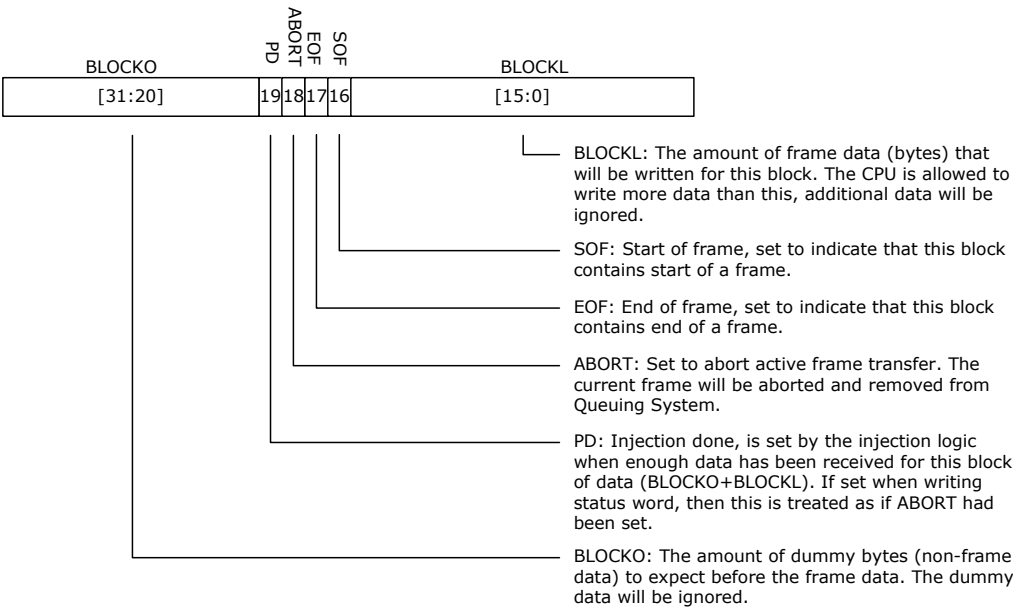 BLOCKO
PD
ABORT
EOF
SOF
BLOCKL
[31:20]
19
18
17
16
[15:0]
BLOCKL: The amount of frame data (bytes) that
will be written for this block. The CPU is allowed to
write more data than this, additional data will be
ignored.
SOF: Start of frame, set to indicate that this block
contains start of a frame.
EOF: End of frame, set to indicate that this block
contains end of a frame.
ABORT: Set to abort active frame transfer. The
current frame will be aborted and removed from
Queuing System.
PD: Injection done, is set by the injection logic
when enough data has been received for this block
of data (BLOCKO+BLOCKL). If set when writing
status word, then this is treated as if ABORT had
been set.
BLOCKO: The amount of dummy bytes (non-frame
data) to expect before the frame data. The dummy
data will be ignored.